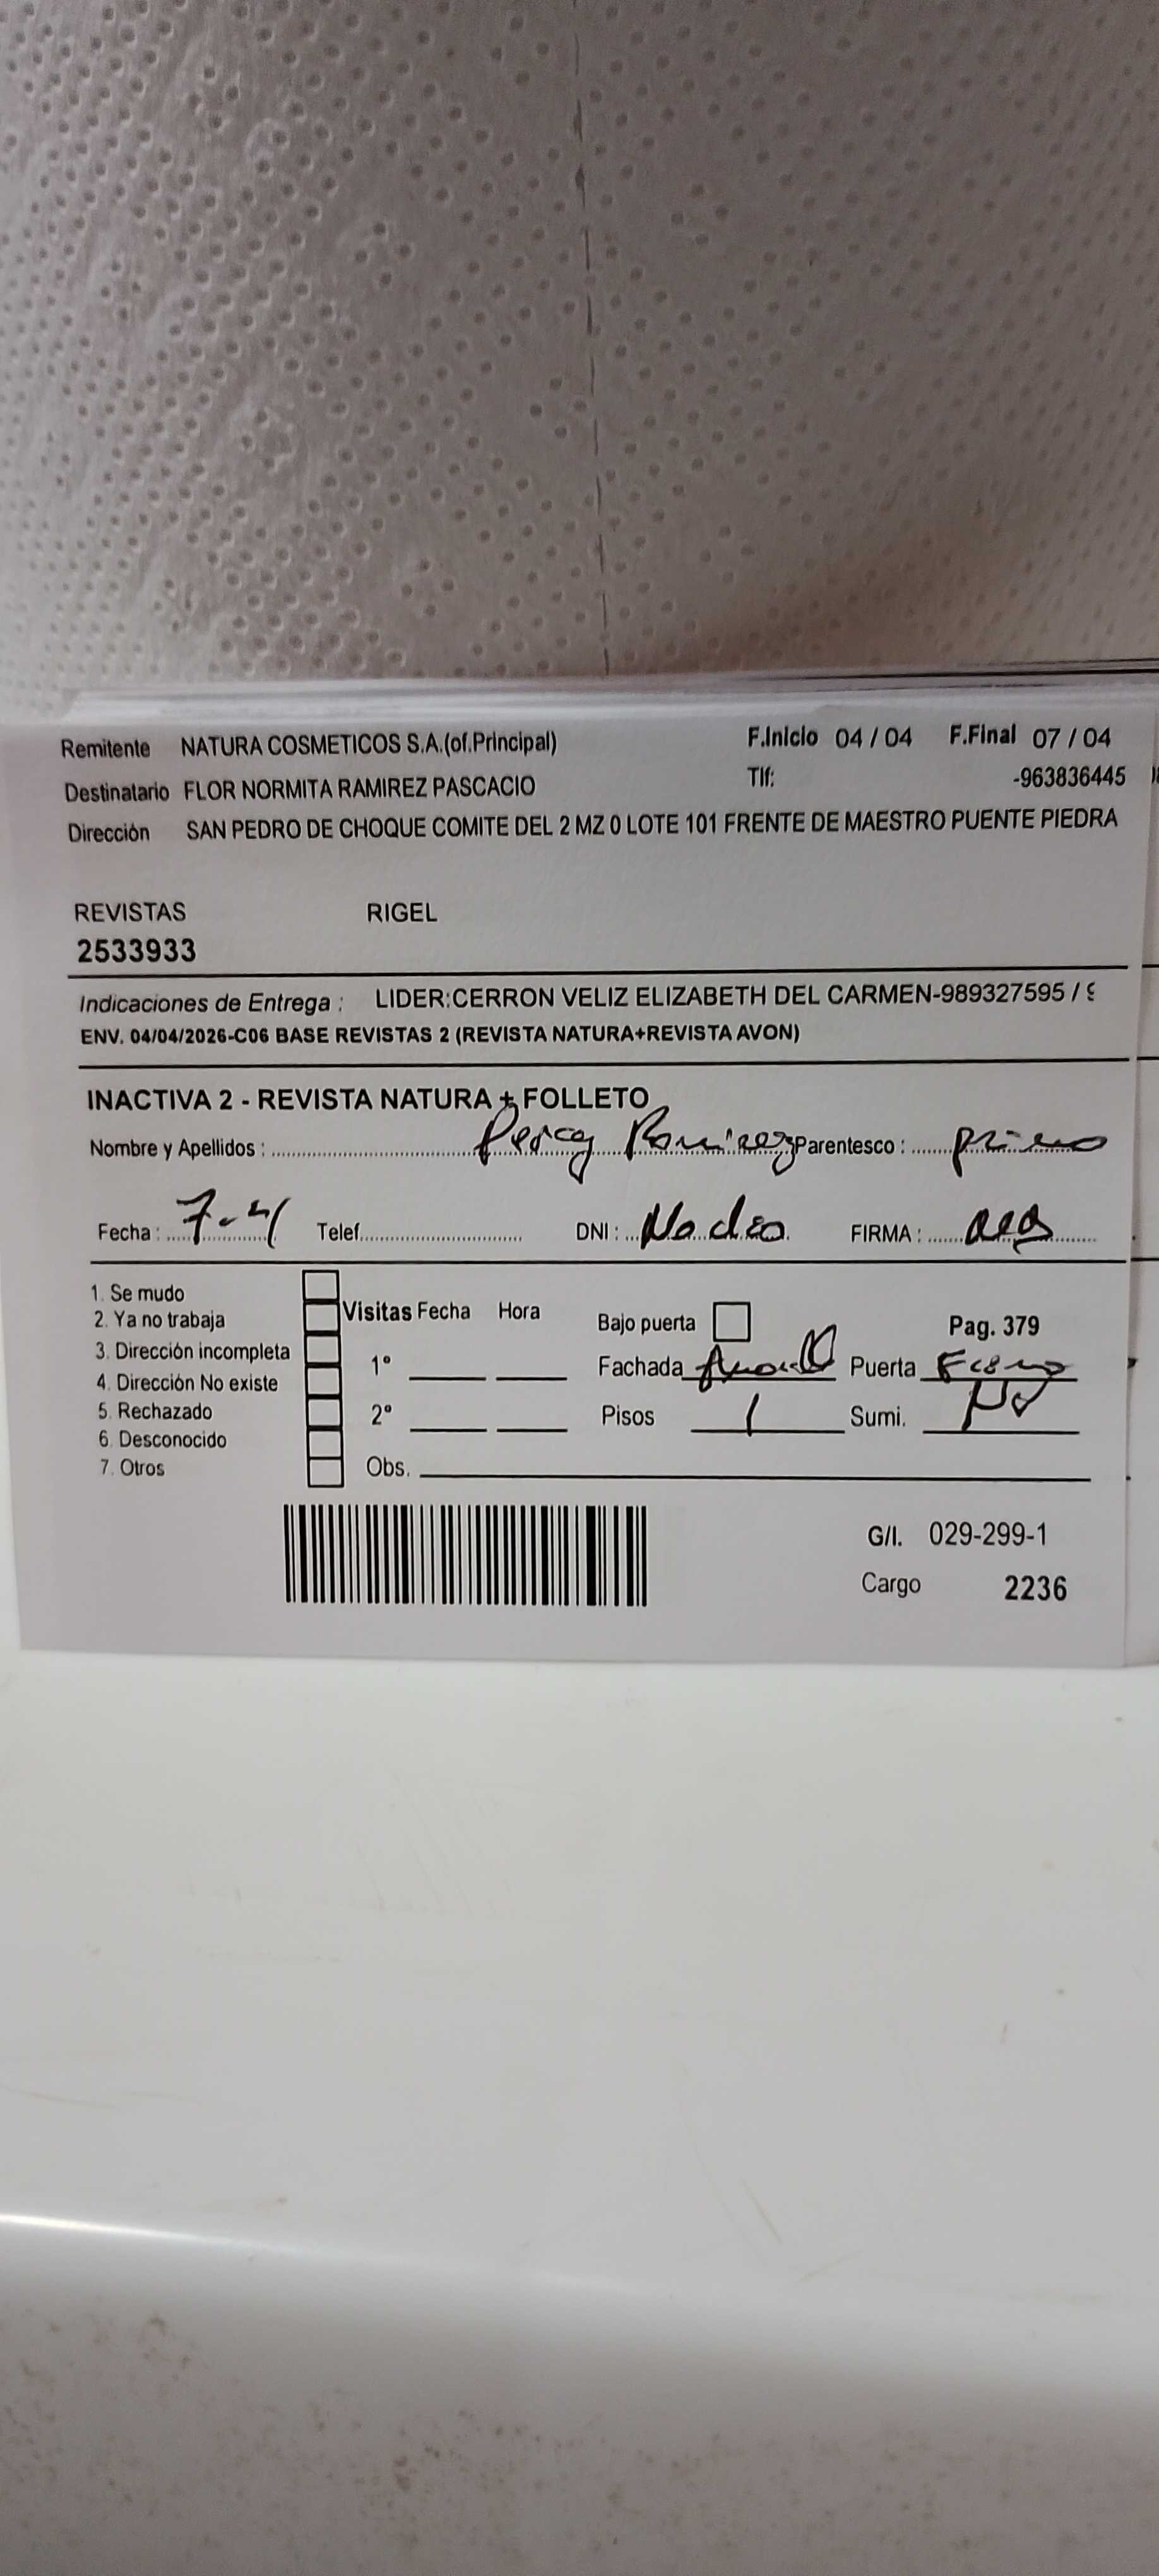 Remitente NATURA COSMETICOS S.A.(of.Principal) F.Inicio 04 / 04 F.Final 07 / 04
Destinatario FLOR NORMITA RAMIREZ PASCACIO Tlf: -963836445
Dirección SAN PEDRO DE CHOQUE COMITE DEL 2 MZ 0 LOTE 101 FRENTE DE MAESTRO PUENTE PIEDRA
REVISTAS RIGEL
2533933
Indicaciones de Entrega : LIDER:CERRON VELIZ ELIZABETH DEL CARMEN-989327595 / 9
ENV. 04/04/2026-C06 BASE REVISTAS 2 (REVISTA NATURA+REVISTA AVON)
INACTIVA 2 - REVISTA NATURA + FOLLETO
Nombre y Apellidos : Percy Ramirez Parentesco : primo
Fecha : 7-4 Telef. DNI : No dio FIRMA :
1. Se mudo
2. Ya no trabaja Visitas Fecha Hora Bajo puerta Pag. 379
3. Dirección incompleta
4. Dirección No existe 1° Fachada Puerta Fierro
5. Rechazado 2° Pisos 1 Sumi.
6. Desconocido
7. Otros Obs.
G/I. 029-299-1
Cargo 2236